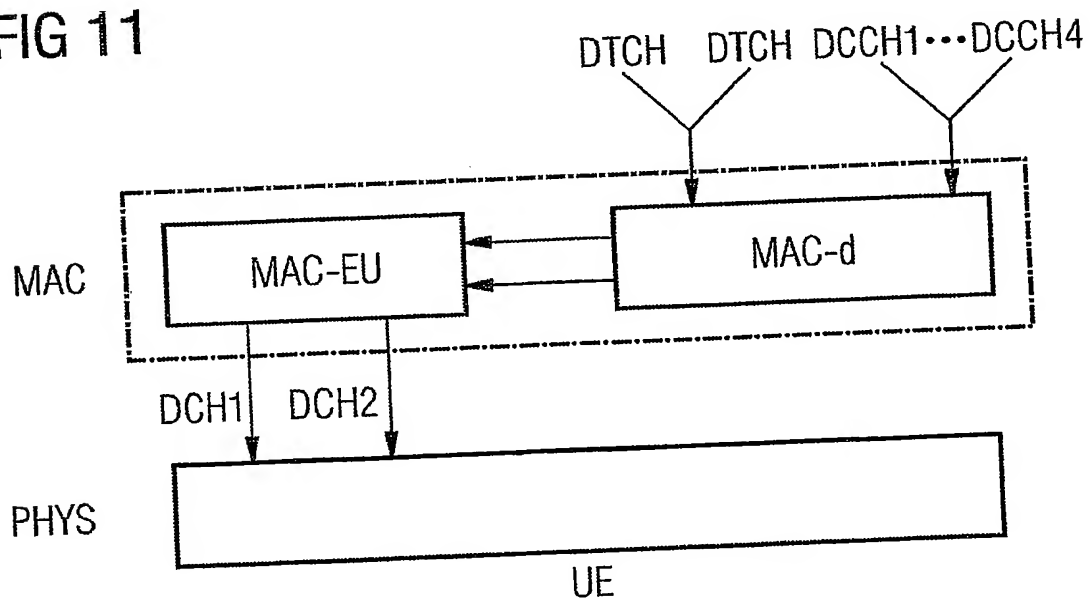 FIG 11
DTCH DTCH DCCH1···DCCH4
MAC
MAC-EU
MAC-d
DCH1
DCH2
PHYS
UE